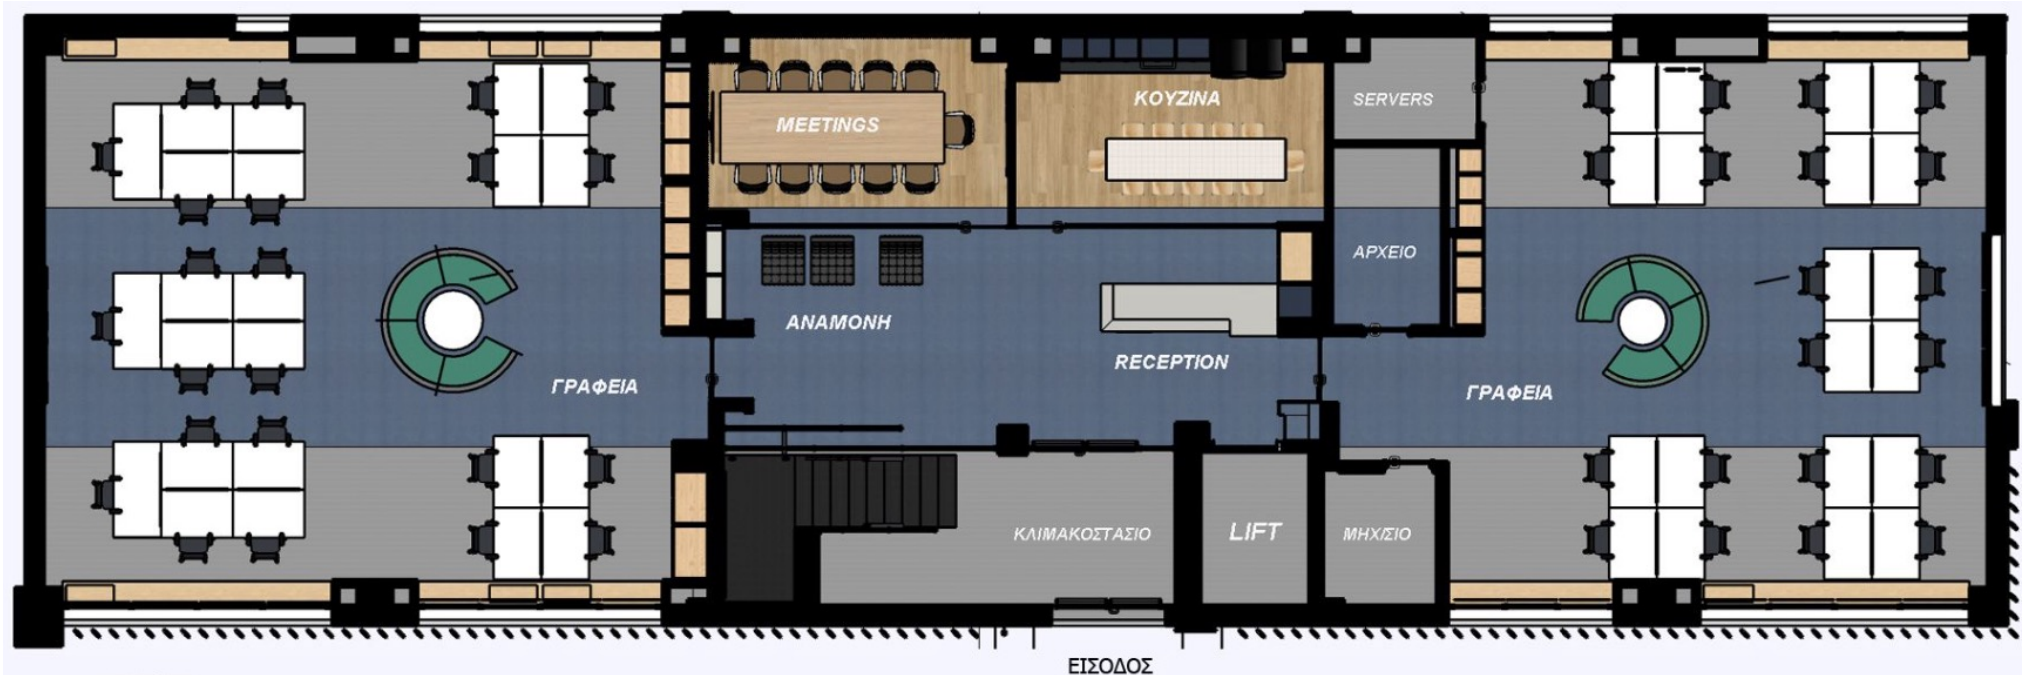 MEETINGS
ΚΟΥΖΙΝΑ
SERVERS
ΑΡΧΕΙΟ
ΑΝΑΜΟΝΗ
RECEPTION
ΓΡΑΦΕΙΑ
ΓΡΑΦΕΙΑ
ΚΛΙΜΑΚΟΣΤΑΣΙΟ
LIFT
ΜΗΧ/ΣΙΟ
ΕΙΣΟΔΟΣ